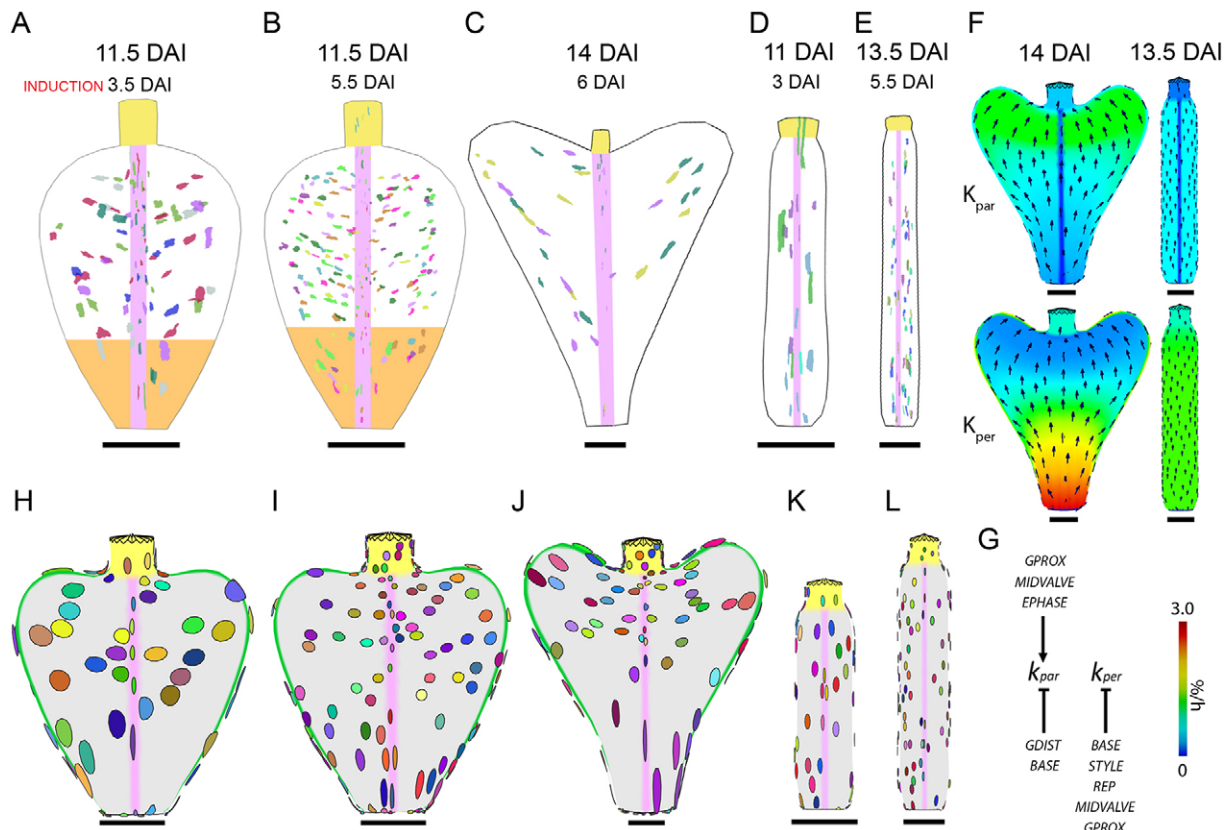 A
B
C
D
E
F
11.5 DAI
11.5 DAI
14 DAI
11 DAI
13.5 DAI
14 DAI
13.5 DAI
INDUCTION 3.5 DAI
5.5 DAI
6 DAI
3 DAI
5.5 DAI
Kpar
Kper
H
I
J
K
L
G
GPROX
MIDVALVE
EPHASE
kpar
kper
GDIST
BASE
BASE
STYLE
REP
MIDVALVE
GPROX
3.0
%/h
0